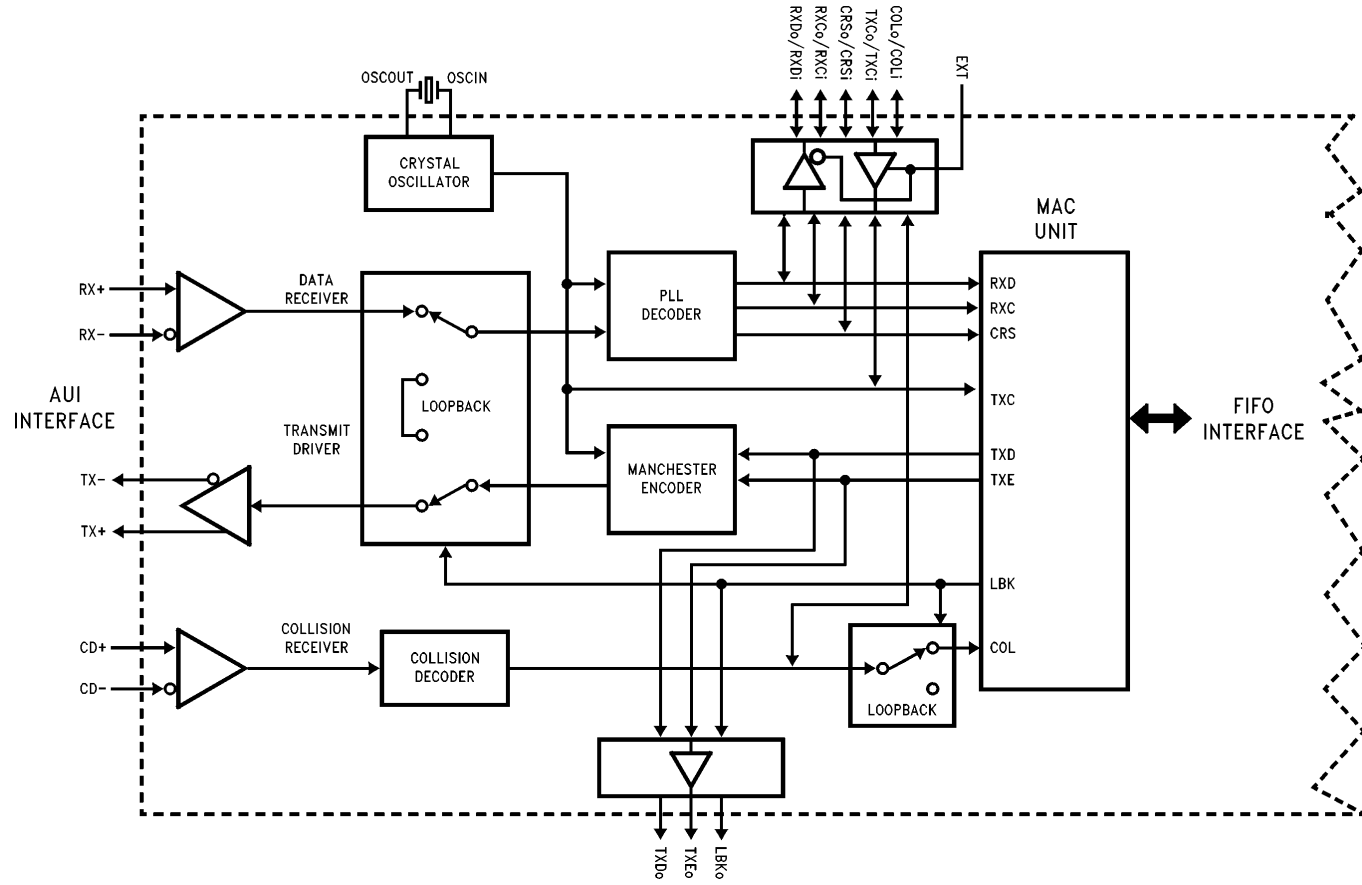 RXDo/RXDi
RXCo/RXCi
CRSo/CRSi
TXCo/TXCi
COLo/COLi
EXT
OSCOUT
OSCIN
CRYSTAL
OSCILLATOR
MAC
UNIT
RX+
RX-
DATA
RECEIVER
PLL
DECODER
RXD
RXC
CRS
AUI
INTERFACE
LOOPBACK
TXC
FIFO
INTERFACE
TRANSMIT
DRIVER
TX-
TX+
MANCHESTER
ENCODER
TXD
TXE
LBK
CD+
CD-
COLLISION
RECEIVER
COLLISION
DECODER
COL
LOOPBACK
TXDo
TXEo
LBKo